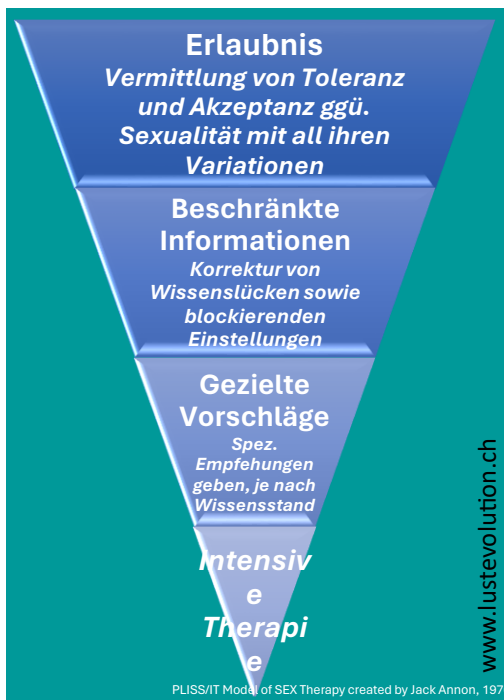 Erlaubnis
Vermittlung von Toleranz
und Akzeptanz ggü.
Sexualität mit all ihren
Variationen
Beschränkte
Informationen
Korrektur von
Wissenslücken sowie
blockierenden
Einstellungen
Gezielte
Vorschläge
Spez.
Empfehungen
geben, je nach
Wissensstand
Intensiv
e
Therapi
e
www.lustevolution.ch
PLISS/IT Model of SEX Therapy created by Jack Annon, 197